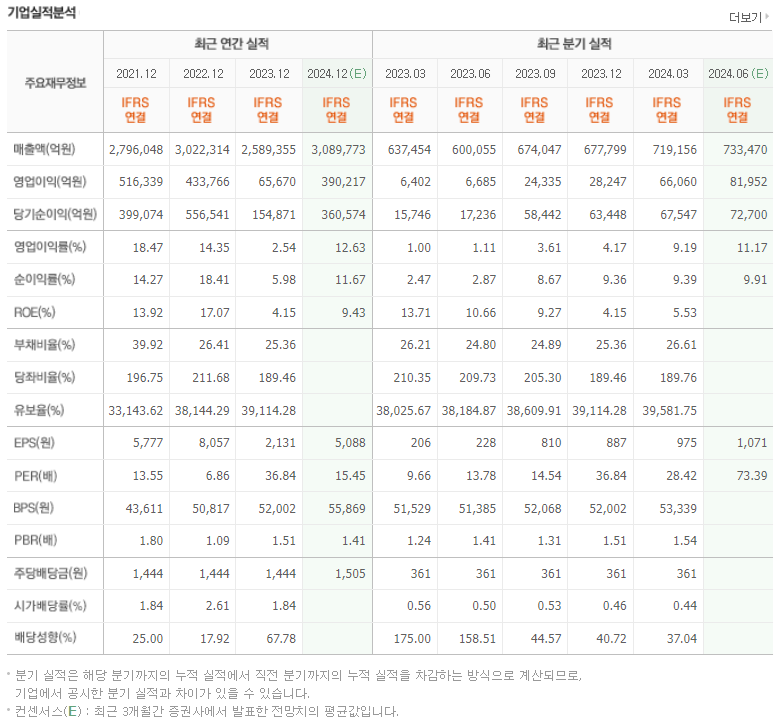 기업실적분석
더보기
주요재무정보 최근 연간 실적 최근 분기 실적
2021.12 2022.12 2023.12 2024.12(E) 2023.03 2023.06 2023.09 2023.12 2024.03 2024.06(E)
IFRS IFRS IFRS IFRS IFRS IFRS IFRS IFRS IFRS IFRS
연결 연결 연결 연결 연결 연결 연결 연결 연결 연결
매출액(억원) 2,796,048 3,022,314 2,589,355 3,089,773 637,454 600,055 674,047 677,799 719,156 733,470
영업이익(억원) 516,339 433,766 65,670 390,217 6,402 6,685 24,335 28,247 66,060 81,952
당기순이익(억원) 399,074 556,541 154,871 360,574 15,746 17,236 58,442 63,448 67,547 72,700
영업이익률(%) 18.47 14.35 2.54 12.63 1.00 1.11 3.61 4.17 9.19 11.17
순이익률(%) 14.27 18.41 5.98 11.67 2.47 2.87 8.67 9.36 9.39 9.91
ROE(%) 13.92 17.07 4.15 9.43 13.71 10.66 9.27 4.15 5.53
부채비율(%) 39.92 26.41 25.36 26.21 24.80 24.89 25.36 26.61
당좌비율(%) 196.75 211.68 189.46 210.35 209.73 205.30 189.46 189.76
유보율(%) 33,143.62 38,144.29 39,114.28 38,025.67 38,184.87 38,609.91 39,114.28 39,581.75
EPS(원) 5,777 8,057 2,131 5,088 206 228 810 887 975 1,071
PER(배) 13.55 6.86 36.84 15.45 9.66 13.78 14.54 36.84 28.42 73.39
BPS(원) 43,611 50,817 52,002 55,869 51,529 51,385 52,068 52,002 53,339
PBR(배) 1.80 1.09 1.51 1.41 1.24 1.41 1.31 1.51 1.54
주당배당금(원) 1,444 1,444 1,444 1,505 361 361 361 361 361
시가배당률(%) 1.84 2.61 1.84 0.56 0.50 0.53 0.46 0.44
배당성향(%) 25.00 17.92 67.78 175.00 158.51 44.57 40.72 37.04
* 분기 실적은 해당 분기까지의 누적 실적에서 직전 분기까지의 누적 실적을 차감하는 방식으로 계산되므로,
기업에서 공시한 분기 실적과 차이가 있을 수 있습니다.
* 컨센서스(E) : 최근 3개월간 증권사에서 발표한 전망치의 평균값입니다.